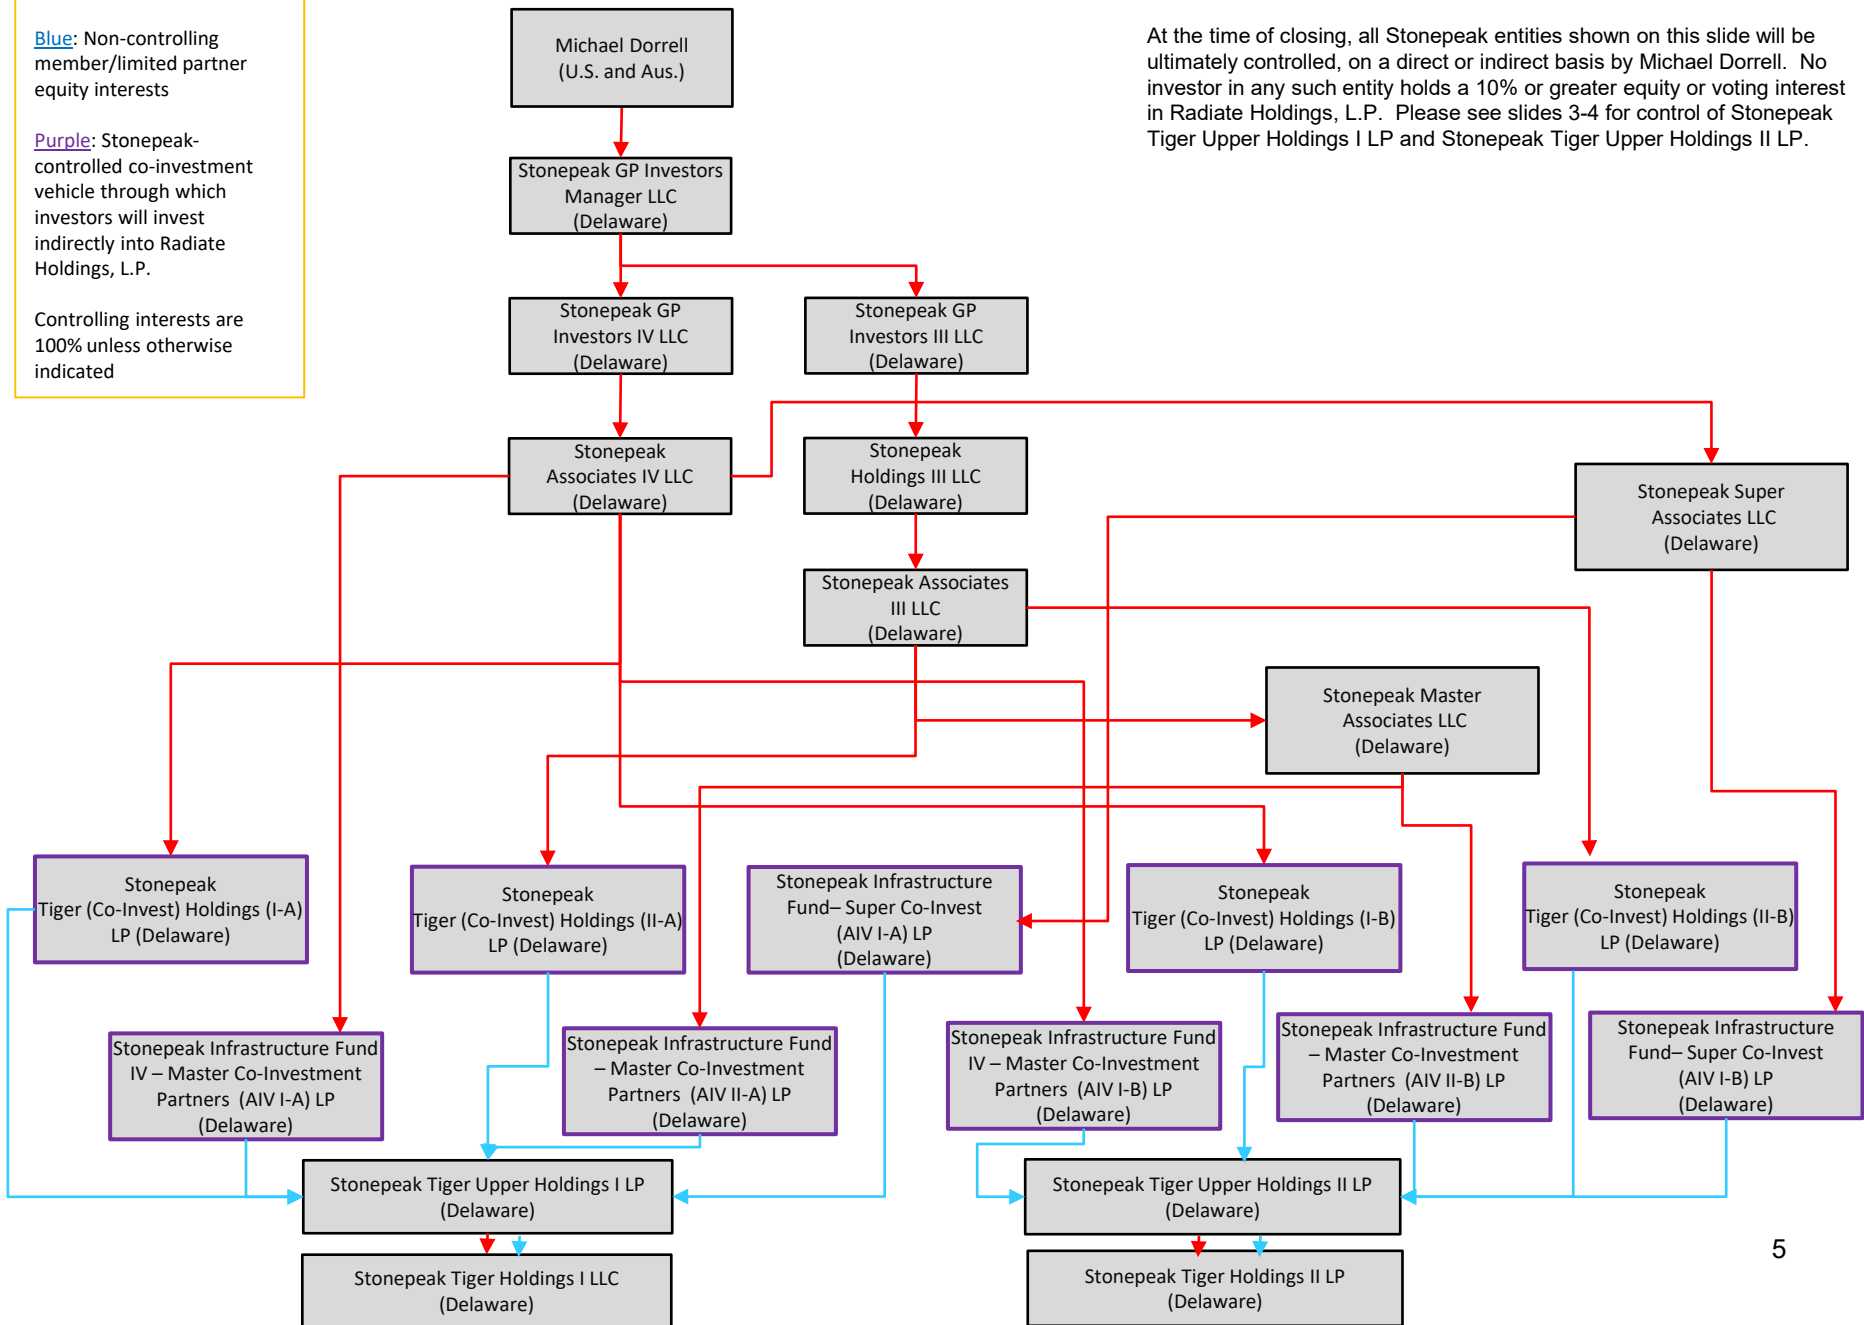 Blue: Non-controlling
member/limited partner
equity interests
Purple: Stonepeak-
controlled co-investment
vehicle through which
investors will invest
indirectly into Radiate
Holdings, L.P.
Controlling interests are
100% unless otherwise
indicated
Michael Dorrell
(U.S. and Aus.)
At the time of closing, all Stonepeak entities shown on this slide will be
ultimately controlled, on a direct or indirect basis by Michael Dorrell.  No
investor in any such entity holds a 10% or greater equity or voting interest
in Radiate Holdings, L.P.  Please see slides 3-4 for control of Stonepeak
Tiger Upper Holdings I LP and Stonepeak Tiger Upper Holdings II LP.
Stonepeak GP Investors
Manager LLC
(Delaware)
Stonepeak GP
Investors IV LLC
(Delaware)
Stonepeak GP
Investors III LLC
(Delaware)
Stonepeak
Associates IV LLC
(Delaware)
Stonepeak
Holdings III LLC
(Delaware)
Stonepeak Super
Associates LLC
(Delaware)
Stonepeak Associates
III LLC
(Delaware)
Stonepeak Master
Associates LLC
(Delaware)
Stonepeak
Tiger (Co-Invest) Holdings (I-A)
LP (Delaware)
Stonepeak
Tiger (Co-Invest) Holdings (II-A)
LP (Delaware)
Stonepeak Infrastructure
Fund– Super Co-Invest
(AIV I-A) LP
(Delaware)
Stonepeak
Tiger (Co-Invest) Holdings (I-B)
LP (Delaware)
Stonepeak
Tiger (Co-Invest) Holdings (II-B)
LP (Delaware)
Stonepeak Infrastructure Fund
IV – Master Co-Investment
Partners  (AIV I-A) LP
(Delaware)
Stonepeak Infrastructure Fund
– Master Co-Investment
Partners  (AIV II-A) LP
(Delaware)
Stonepeak Infrastructure Fund
IV – Master Co-Investment
Partners  (AIV I-B) LP
(Delaware)
Stonepeak Infrastructure Fund
– Master Co-Investment
Partners  (AIV II-B) LP
(Delaware)
Stonepeak Infrastructure
Fund– Super Co-Invest
(AIV I-B) LP
(Delaware)
Stonepeak Tiger Upper Holdings I LP
(Delaware)
Stonepeak Tiger Upper Holdings II LP
(Delaware)
Stonepeak Tiger Holdings I LLC
(Delaware)
Stonepeak Tiger Holdings II LP
(Delaware)
5